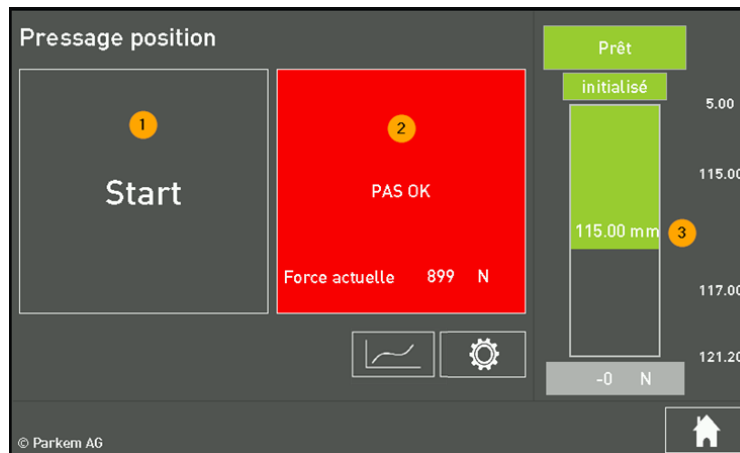 Pressage position
1
Start
2
PAS OK
Force actuelle 899 N
Prêt
initialisé
5.00
115.00
115.00 mm
3
117.00
121.20
-0 N
© Parkem AG